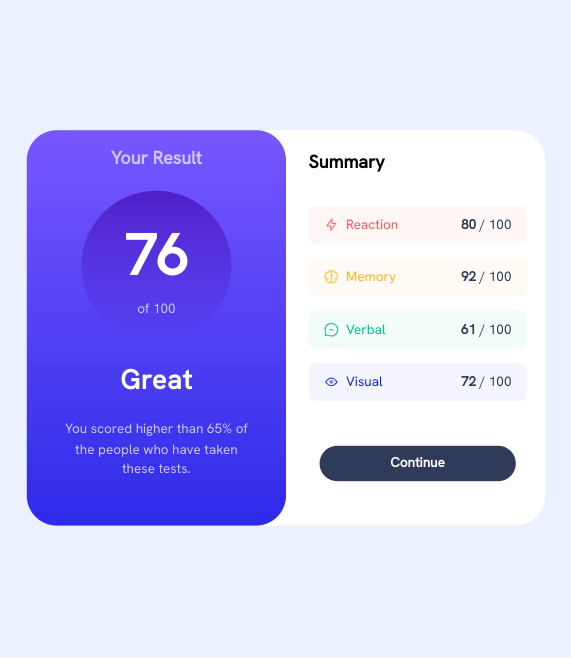 Your Result
76
of 100
Great
You scored higher than 65% of
the people who have taken
these tests.
Summary
Reaction 80 / 100
Memory 92 / 100
Verbal 61 / 100
Visual 72 / 100
Continue